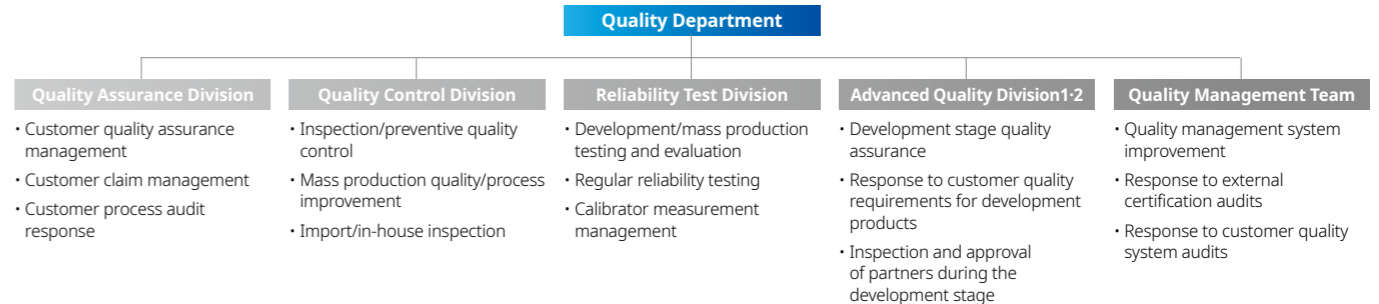 Quality Department
Quality Assurance Division
・Customer quality assurance
management
・Customer claim management
・Customer process audit
response
Quality Control Division
・Inspection/preventive quality
control
・Mass production quality/process
improvement
・Import/in-house inspection
Reliability Test Division
・Development/mass production
testing and evaluation
・Regular reliability testing
・Calibrator measurement
management
Advanced Quality Division1·2
・Development stage quality
assurance
・Response to customer quality
requirements for development
products
・Inspection and approval
of partners during the
development stage
Quality Management Team
・Quality management system
improvement
・Response to external
certification audits
・Response to customer quality
system audits